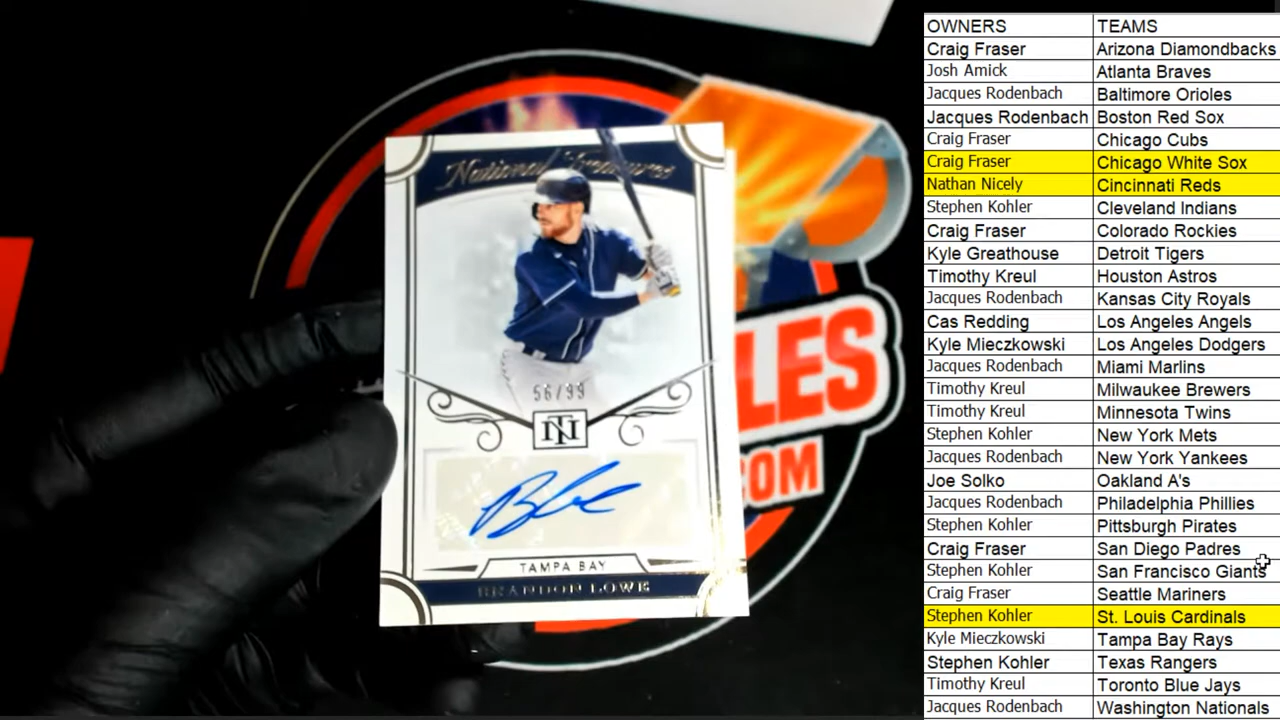 National Treasures
56/99
NT
TAMPA BAY
BRANDON LOWE
LES
.COM
OWNERS TEAMS
Craig Fraser Arizona Diamondbacks
Josh Amick Atlanta Braves
Jacques Rodenbach Baltimore Orioles
Jacques Rodenbach Boston Red Sox
Craig Fraser Chicago Cubs
Craig Fraser Chicago White Sox
Nathan Nicely Cincinnati Reds
Stephen Kohler Cleveland Indians
Craig Fraser Colorado Rockies
Kyle Greathouse Detroit Tigers
Timothy Kreul Houston Astros
Jacques Rodenbach Kansas City Royals
Cas Redding Los Angeles Angels
Kyle Mieczkowski Los Angeles Dodgers
Jacques Rodenbach Miami Marlins
Timothy Kreul Milwaukee Brewers
Timothy Kreul Minnesota Twins
Stephen Kohler New York Mets
Jacques Rodenbach New York Yankees
Joe Solko Oakland A's
Jacques Rodenbach Philadelphia Phillies
Stephen Kohler Pittsburgh Pirates
Craig Fraser San Diego Padres
Stephen Kohler San Francisco Giants
Craig Fraser Seattle Mariners
Stephen Kohler St. Louis Cardinals
Kyle Mieczkowski Tampa Bay Rays
Stephen Kohler Texas Rangers
Timothy Kreul Toronto Blue Jays
Jacques Rodenbach Washington Nationals